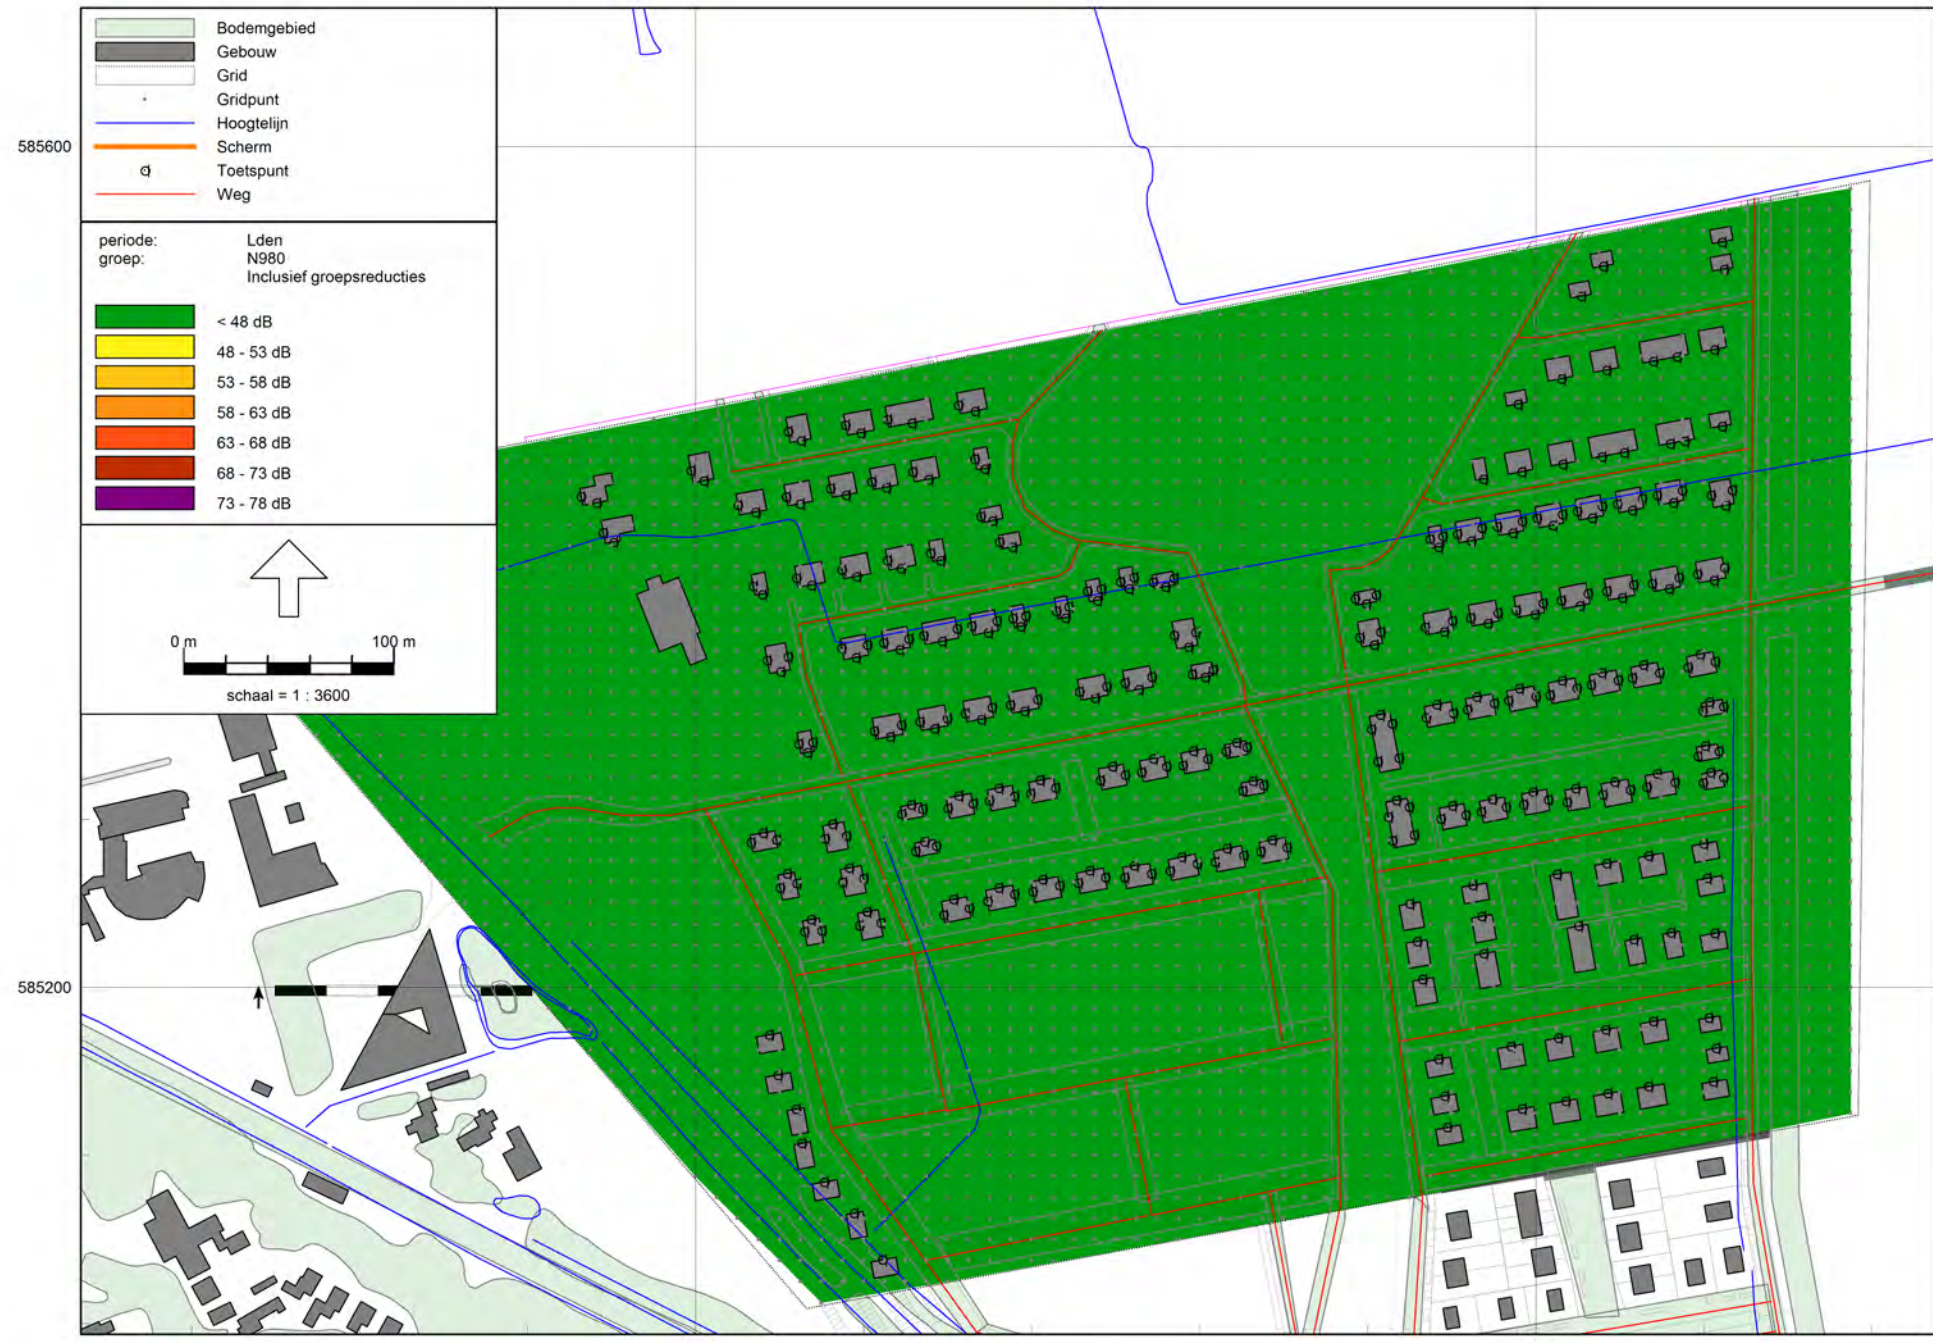 Bodemgebied
Gebouw
Grid
Gridpunt
Hoogtelijn
Scherm
Toetspunt
Weg
periode: Lden
groep: N980
Inclusief groepsreducties
< 48 dB
48 - 53 dB
53 - 58 dB
58 - 63 dB
63 - 68 dB
68 - 73 dB
73 - 78 dB
0 m 100 m
schaal = 1 : 3600
585600
585200